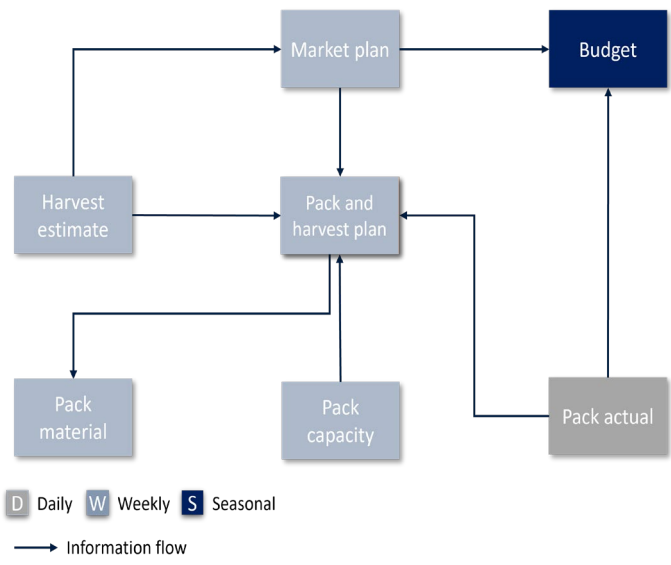 Market plan
Budget
Harvest
estimate
Pack and
harvest plan
Pack
material
Pack
capacity
Pack actual
D Daily W Weekly S Seasonal
Information flow